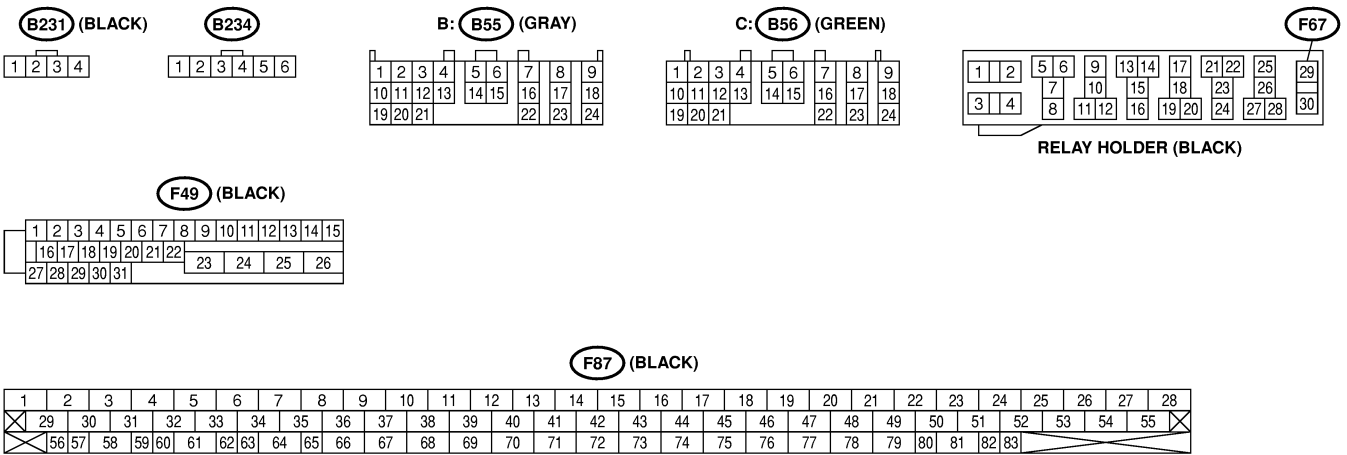 B231 (BLACK)
1 2 3 4
B234
1 2 3 4 5 6
B: B55 (GRAY)
1 2 3 4 5 6 7 8 9
10 11 12 13 14 15 16 17 18
19 20 21 22 23 24
C: B56 (GREEN)
1 2 3 4 5 6 7 8 9
10 11 12 13 14 15 16 17 18
19 20 21 22 23 24
F67
1 2 5 6 9 13 14 17 21 22 25 29
7 10 15 18 23 26
3 4 8 11 12 16 19 20 24 27 28 30
RELAY HOLDER (BLACK)
F49 (BLACK)
1 2 3 4 5 6 7 8 9 10 11 12 13 14 15
16 17 18 19 20 21 22
23 24 25 26
27 28 29 30 31
F87 (BLACK)
1 2 3 4 5 6 7 8 9 10 11 12 13 14 15 16 17 18 19 20 21 22 23 24 25 26 27 28
29 30 31 32 33 34 35 36 37 38 39 40 41 42 43 44 45 46 47 48 49 50 51 52 53 54 55
56 57 58 59 60 61 62 63 64 65 66 67 68 69 70 71 72 73 74 75 76 77 78 79 80 81 82 83